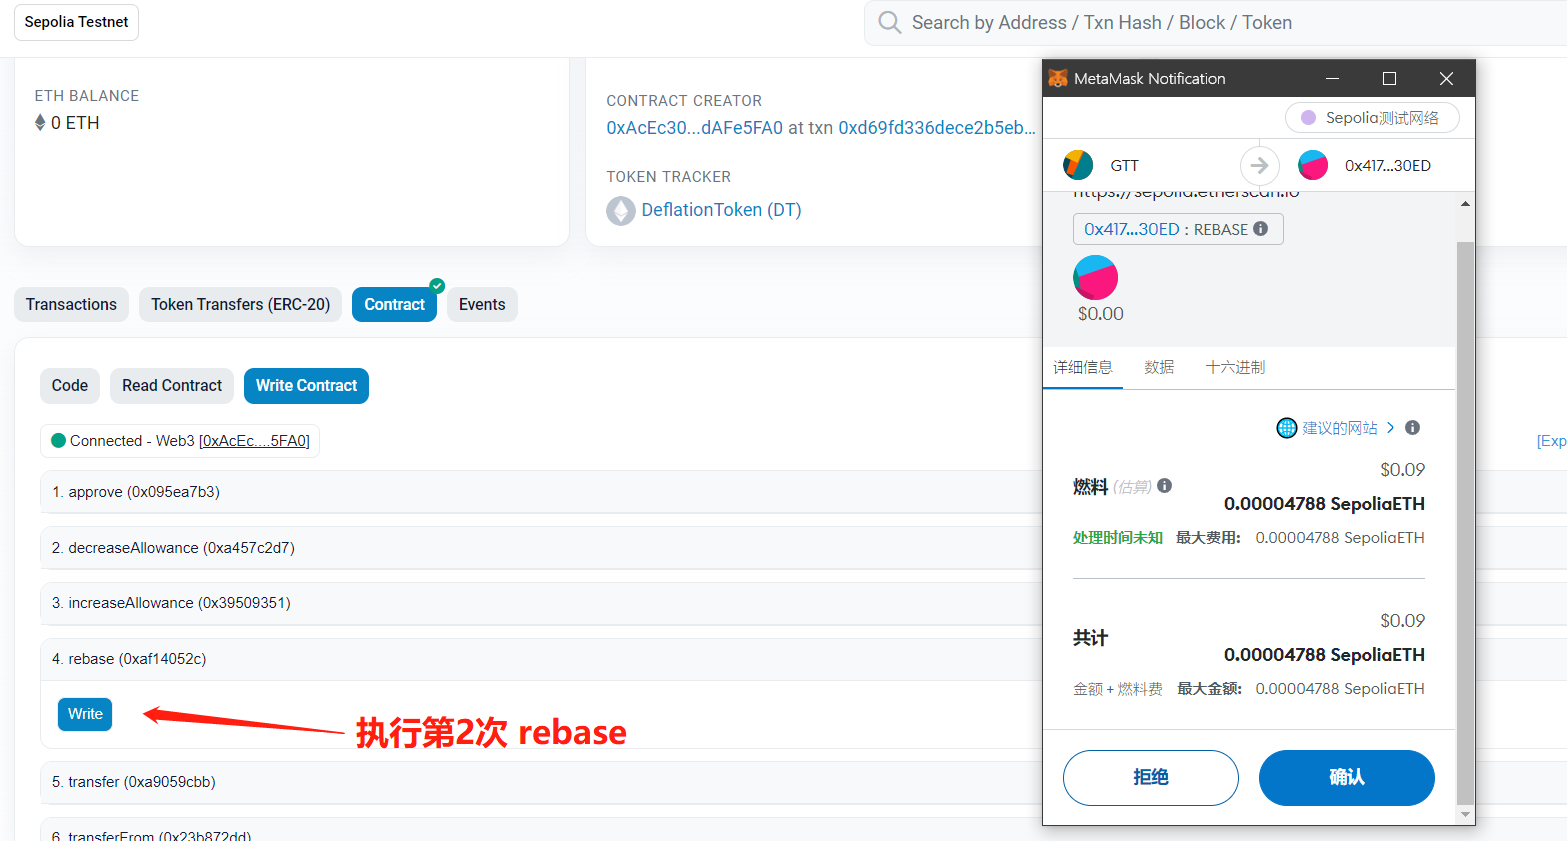 Sepolia Testnet
Search by Address / Txn Hash / Block / Token
ETH BALANCE
0 ETH
CONTRACT CREATOR
0xAcEc30...dAFe5FA0 at txn 0xd69fd336dece2b5eb...
TOKEN TRACKER
DeflationToken (DT)
Transactions
Token Transfers (ERC-20)
Contract
Events
Code
Read Contract
Write Contract
Connected - Web3 [0xAcEc....5FA0]
[Exp
1. approve (0x095ea7b3)
2. decreaseAllowance (0xa457c2d7)
3. increaseAllowance (0x39509351)
4. rebase (0xaf14052c)
Write
执行第2次 rebase
5. transfer (0xa9059cbb)
6. transferFrom (0x23b872dd)
MetaMask Notification
Sepolia测试网络
GTT
0x417...30ED
https://sepolia.etherscan.io
0x417...30ED : REBASE
$0.00
详细信息
数据
十六进制
建议的网站
$0.09
燃料 (估算)
0.00004788 SepoliaETH
处理时间未知 最大费用: 0.00004788 SepoliaETH
$0.09
共计
0.00004788 SepoliaETH
金额 + 燃料费 最大金额: 0.00004788 SepoliaETH
拒绝
确认